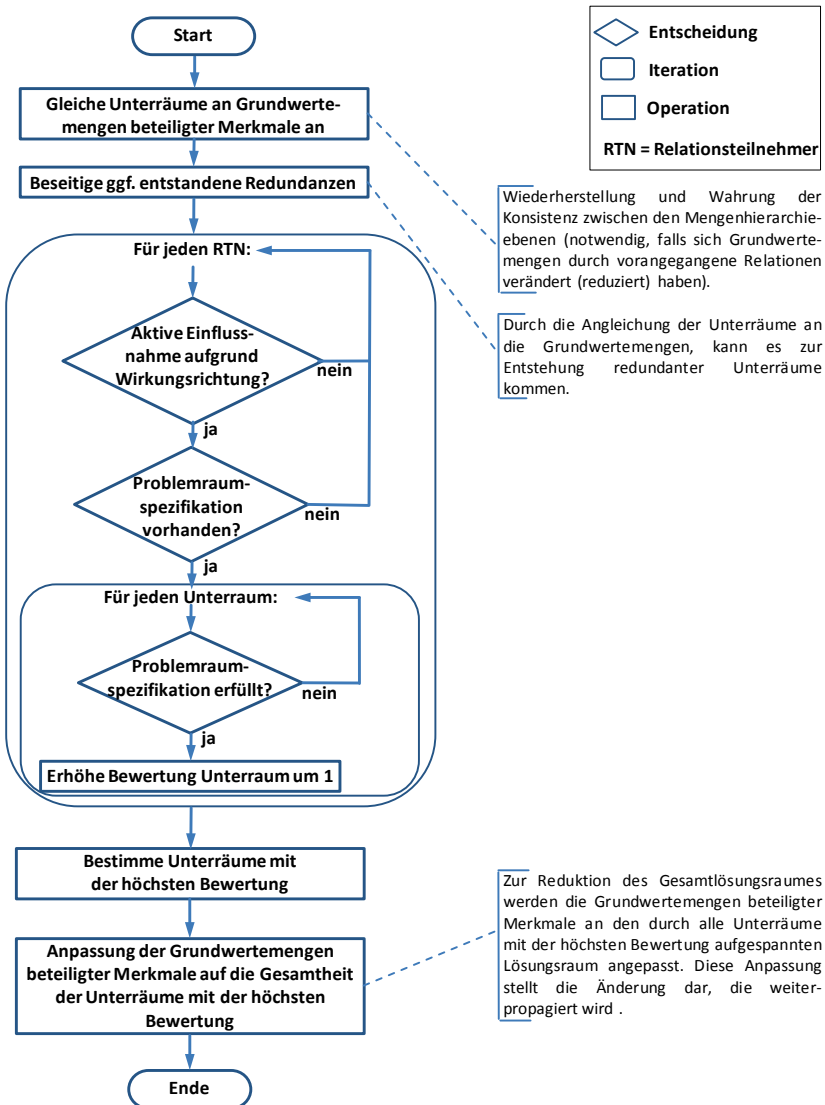 Start
Gleiche Unterräume an Grundwerte-
mengen beteiligter Merkmale an
Beseitige ggf. entstandene Redundanzen
Für jeden RTN:
Aktive Einfluss-
nahme aufgrund
Wirkungsrichtung?
nein
ja
Problemraum-
spezifikation
vorhanden?
nein
ja
Für jeden Unterraum:
Problemraum-
spezifikation erfüllt?
nein
ja
Erhöhe Bewertung Unterraum um 1
Bestimme Unterräume mit
der höchsten Bewertung
Anpassung der Grundwertemengen
beteiligter Merkmale auf die Gesamtheit
der Unterräume mit der höchsten
Bewertung
Ende
Entscheidung
Iteration
Operation
RTN = Relationsteilnehmer
Wiederherstellung und Wahrung der
Konsistenz zwischen den Mengenhierarchie-
ebenen (notwendig, falls sich Grundwerte-
mengen durch vorangegangene Relationen
verändert (reduziert) haben).
Durch die Angleichung der Unterräume an
die Grundwertemengen, kann es zur
Entstehung redundanter Unterräume
kommen.
Zur Reduktion des Gesamtlösungsraumes
werden die Grundwertemengen beteiligter
Merkmale an den durch alle Unterräume
mit der höchsten Bewertung aufgespannten
Lösungsraum angepasst. Diese Anpassung
stellt die Änderung dar, die weiter-
propagiert wird .